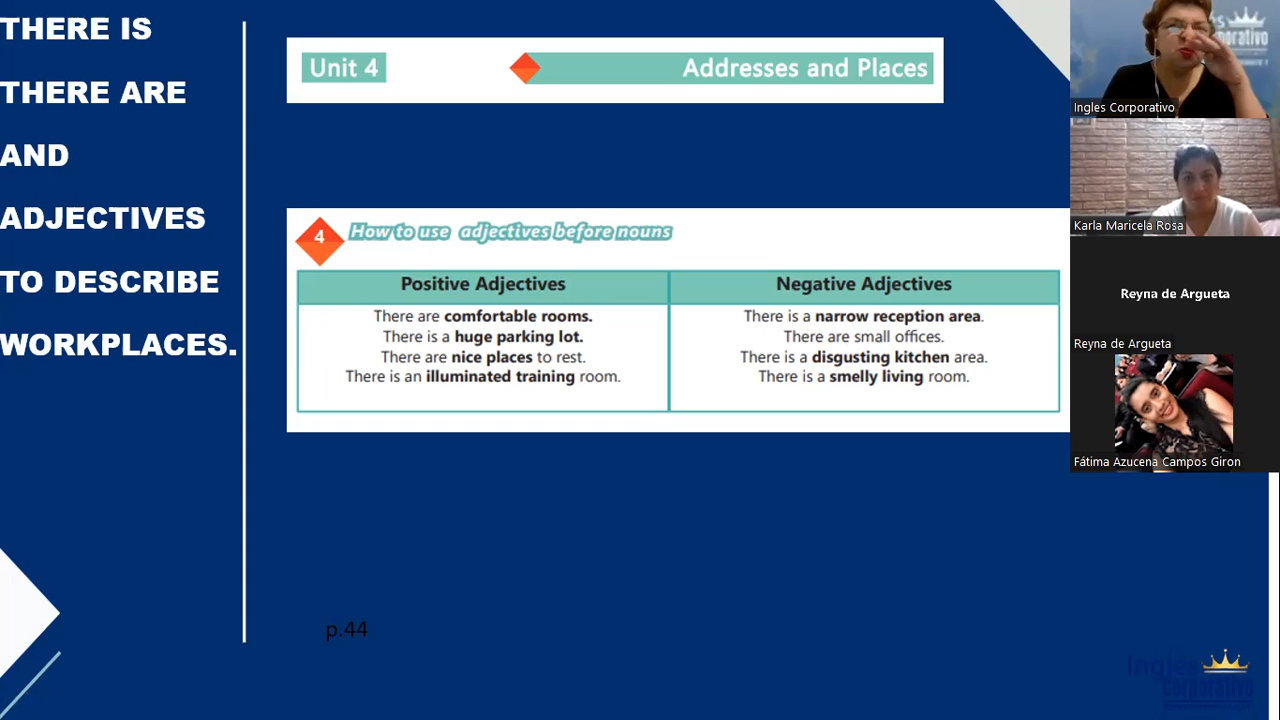 THERE IS
THERE ARE
AND
ADJECTIVES
TO DESCRIBE
WORKPLACES.
Unit 4
Addresses and Places
4
How to use adjectives before nouns
Positive Adjectives
There are comfortable rooms.
There is a huge parking lot.
There are nice places to rest.
There is an illuminated training room.
Negative Adjectives
There is a narrow reception area.
There are small offices.
There is a disgusting kitchen area.
There is a smelly living room.
p.44
Ingles Corporativo
Karla Maricela Rosa
Reyna de Argueta
Reyna de Argueta
Fátima Azucena Campos Giron
Inglés
Corporativo